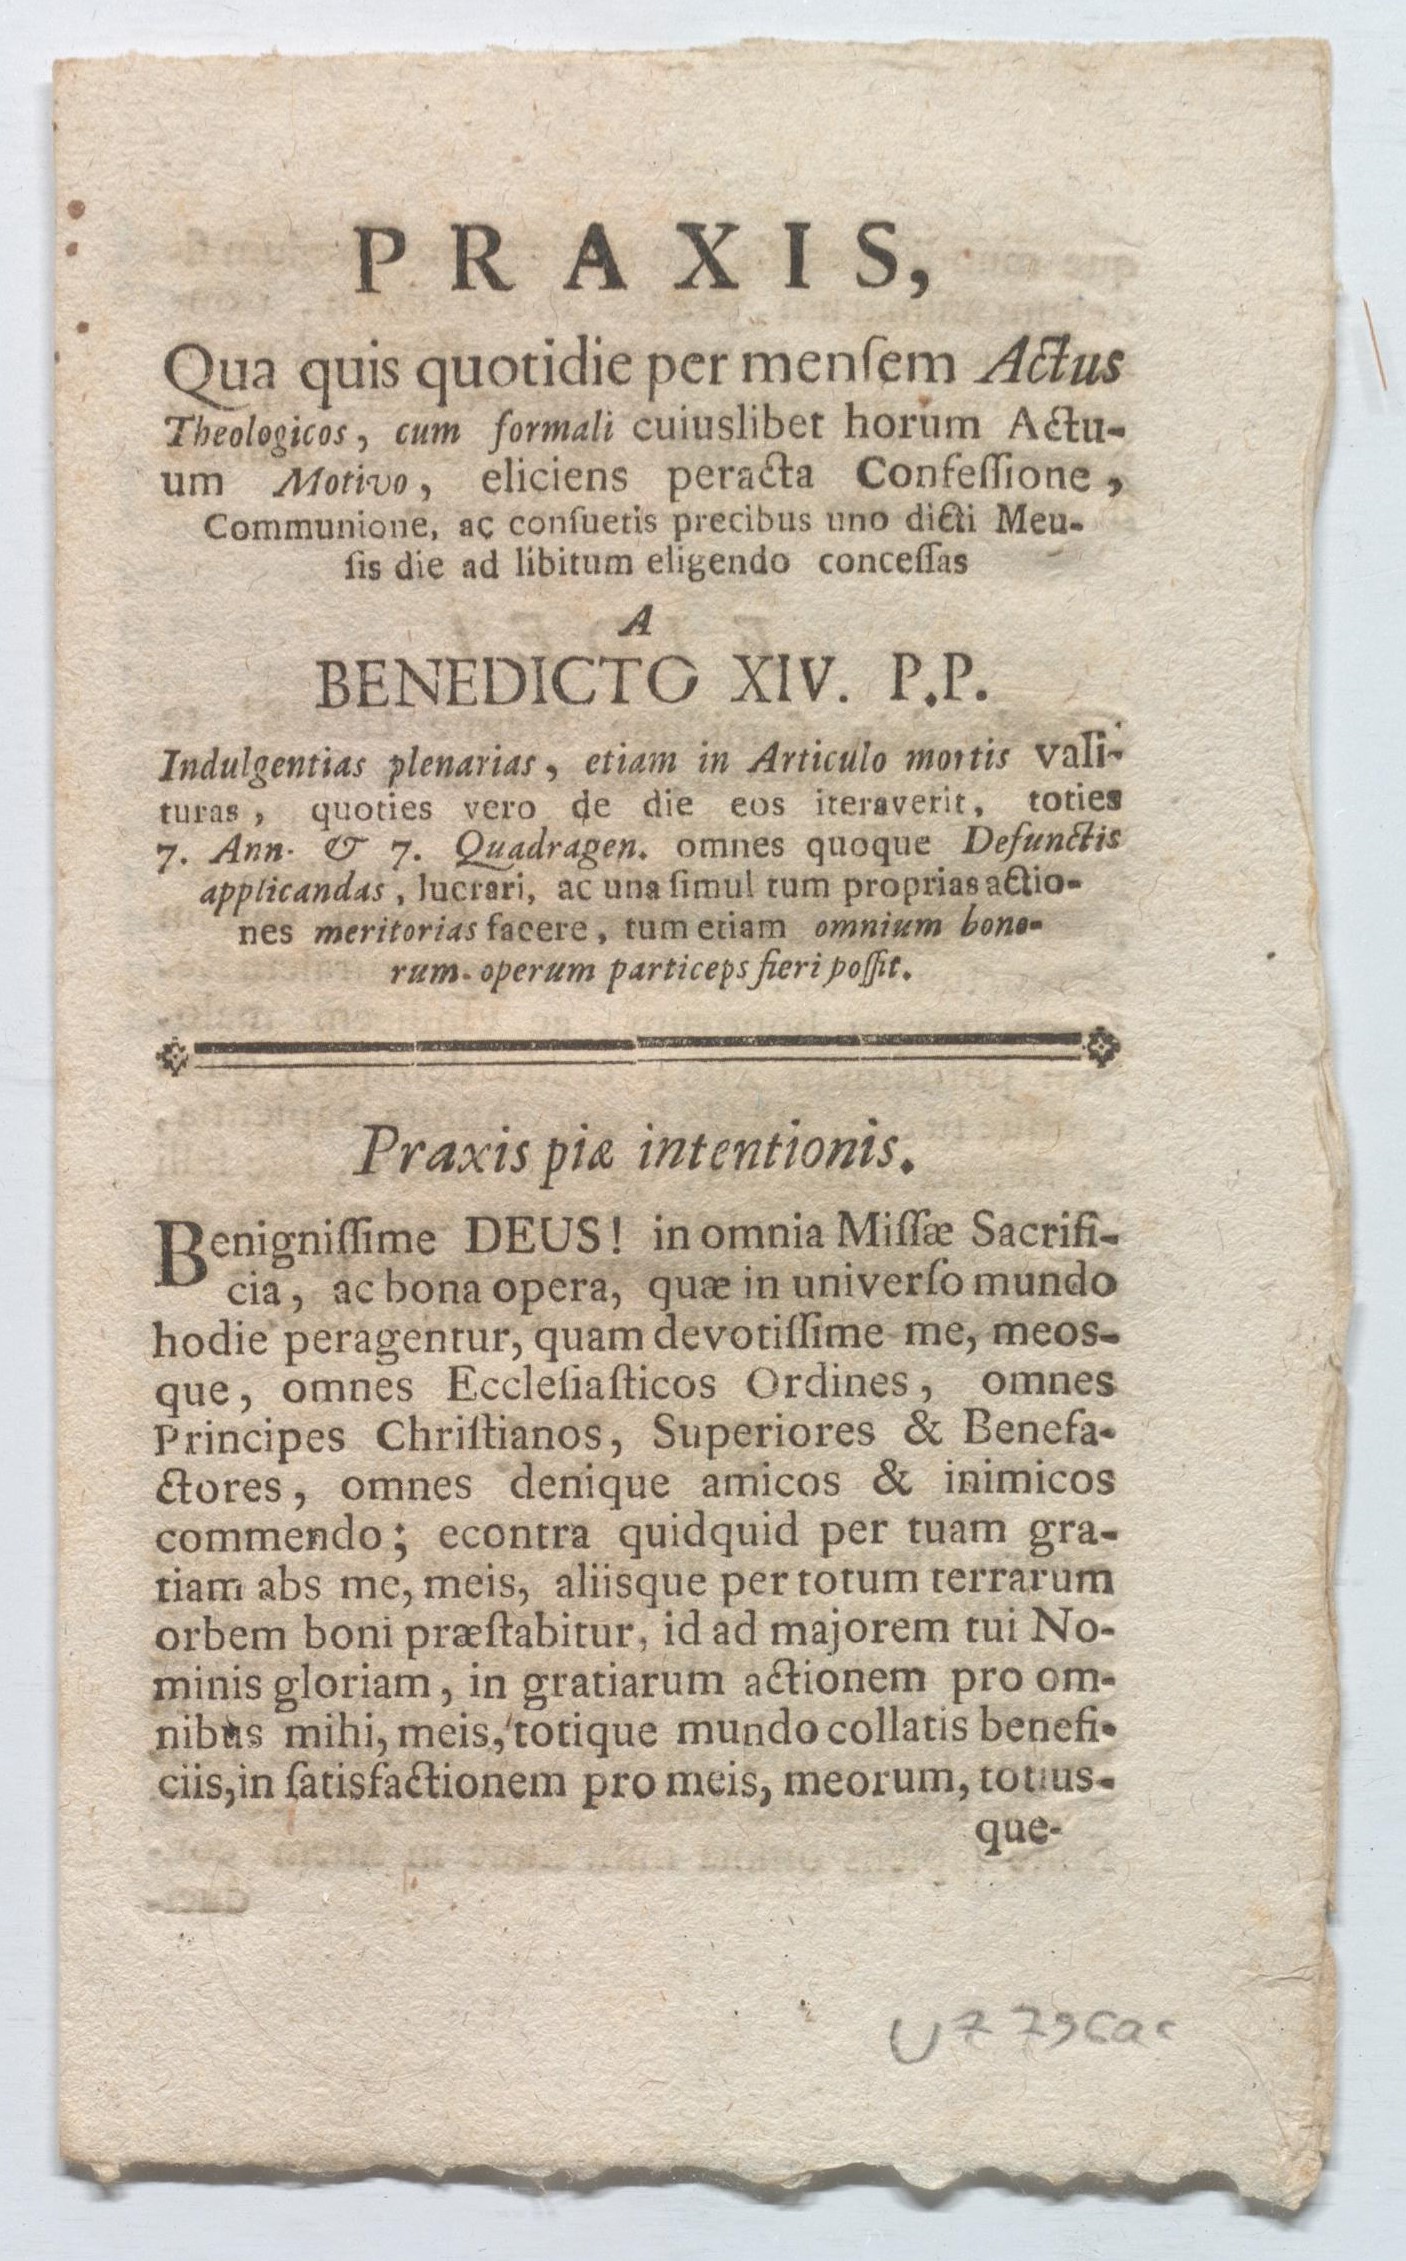 PRAXIS,
Qua quis quotidie per menſem Actus
Theologicos, cum formali cuiuslibet horum Actu-
um Motivo, eliciens peracta Confeſſione,
Communione, ac conſuetis precibus uno dicti Meu-
ſis die ad libitum eligendo conceſſas
A
BENEDICTO XIV. P.P.
Indulgentias plenarias, etiam in Articulo mortis vali-
turas, quoties vero de die eos iteraverit, toties
7. Ann. & 7. Quadragen. omnes quoque Defunctis
applicandas, lucrari, ac una ſimul tum proprias actio-
nes meritorias facere, tum etiam omnium bono-
rum. operum particeps fieri poſſit.
Praxis piæ intentionis.
Benigniſſime DEUS! in omnia Miſſæ Sacrifi-
cia, ac bona opera, quæ in univerſo mundo
hodie peragentur, quam devotiſſime me, meos-
que, omnes Eccleſiaſticos Ordines, omnes
Principes Chriſtianos, Superiores & Benefa-
ctores, omnes denique amicos & inimicos
commendo; econtra quidquid per tuam gra-
tiam abs me, meis, aliisque per totum terrarum
orbem boni præſtabitur, id ad majorem tui No-
minis gloriam, in gratiarum actionem pro om-
nibus mihi, meis, totique mundo collatis benefi-
ciis, in ſatisfactionem pro meis, meorum, totius-
que-